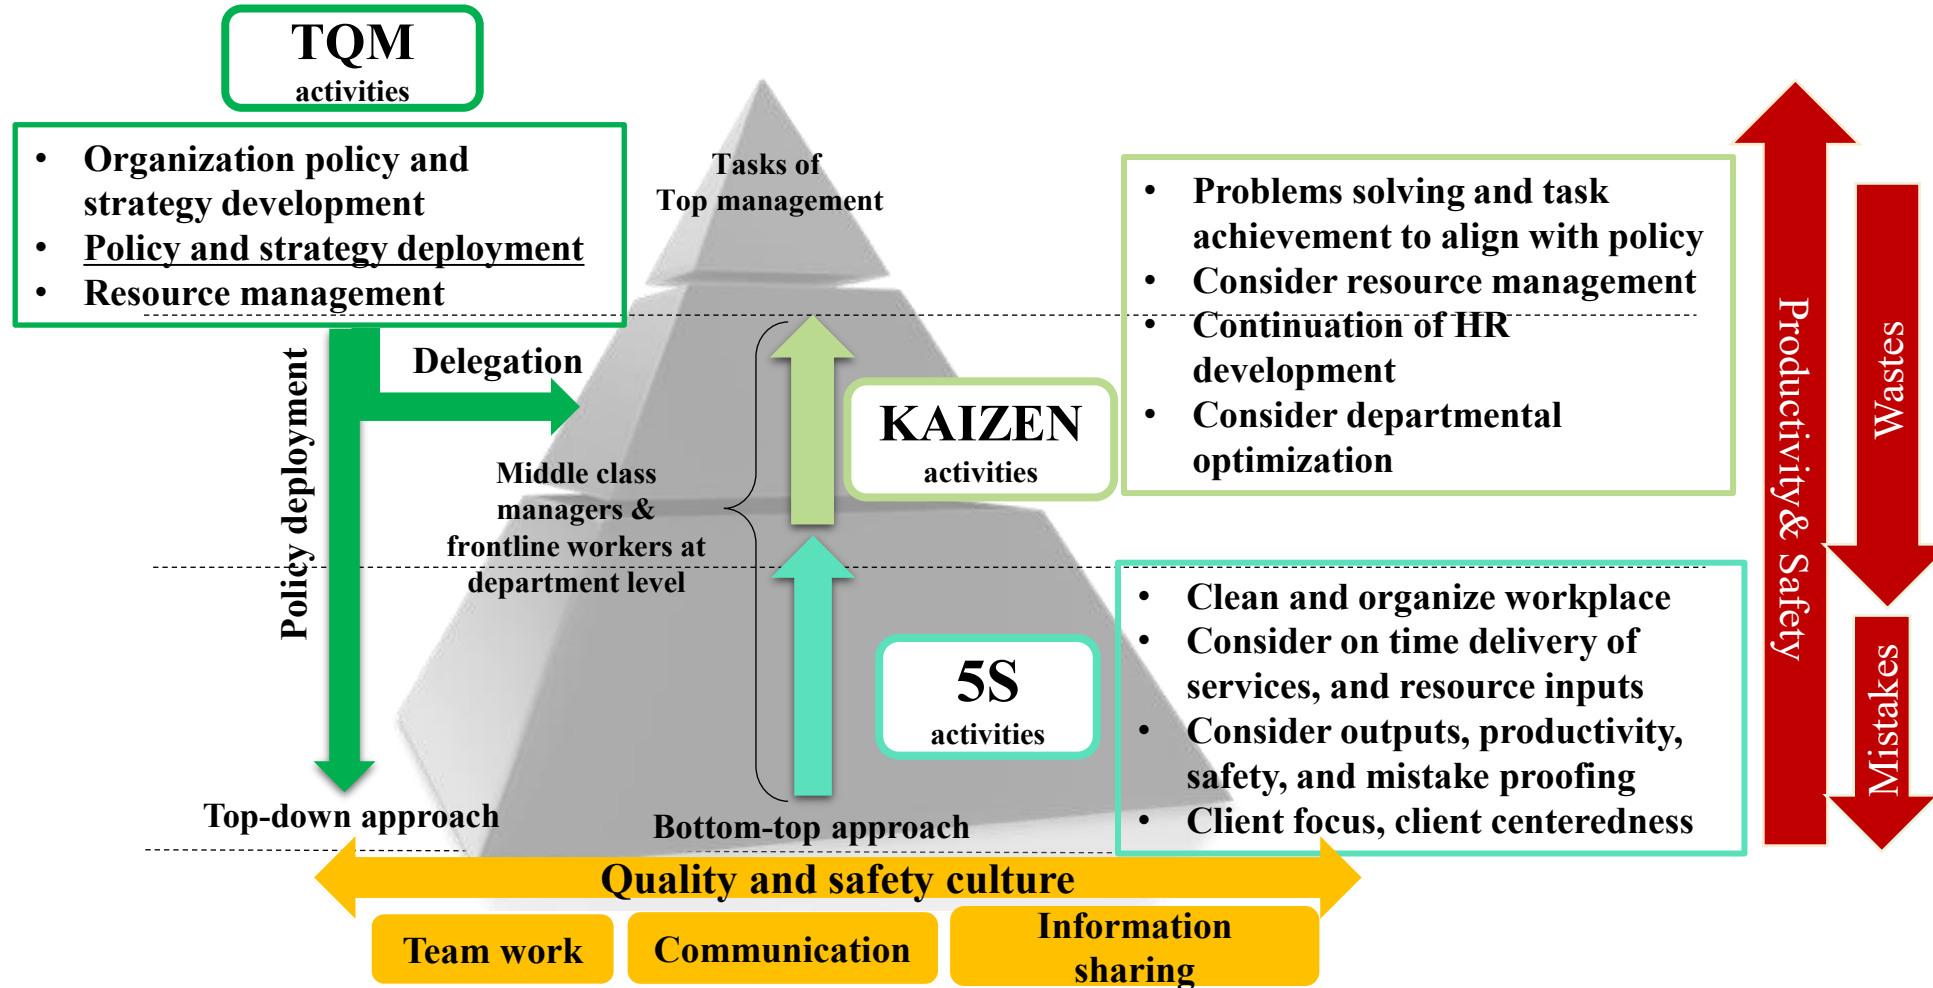 TQM
activities
• Organization policy and
strategy development
• Policy and strategy deployment
• Resource management
Tasks of
Top management
• Problems solving and task
achievement to align with policy
• Consider resource management
• Continuation of HR
development
• Consider departmental
optimization
Delegation
Policy deployment
KAIZEN
activities
Middle class
managers &
frontline workers at
department level
5S
activities
• Clean and organize workplace
• Consider on time delivery of
services, and resource inputs
• Consider outputs, productivity,
safety, and mistake proofing
• Client focus, client centeredness
Productivity& Safety
Wastes
Mistakes
Top-down approach
Bottom-top approach
Quality and safety culture
Team work
Communication
Information
sharing